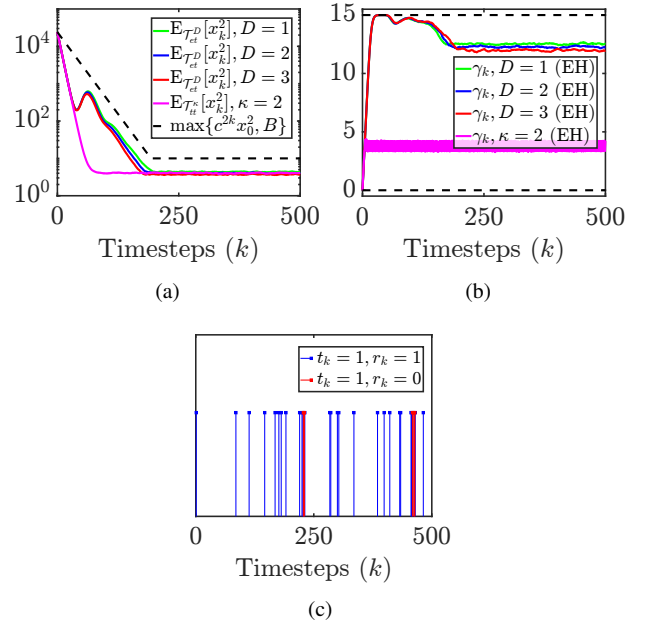 10^4
10^2
10^0
E_{𝒯_{et}^D}[x_k^2], D = 1
E_{𝒯_{et}^D}[x_k^2], D = 2
E_{𝒯_{et}^D}[x_k^2], D = 3
E_{𝒯_{tt}^κ}[x_k^2], κ = 2
max{c^{2k}x_0^2, B}
0 250 500
Timesteps (k)
(a)
15
10
5
0
γ_k, D = 1 (EH)
γ_k, D = 2 (EH)
γ_k, D = 3 (EH)
γ_k, κ = 2 (EH)
0 250 500
Timesteps (k)
(b)
t_k = 1, r_k = 1
t_k = 1, r_k = 0
0 250 500
Timesteps (k)
(c)